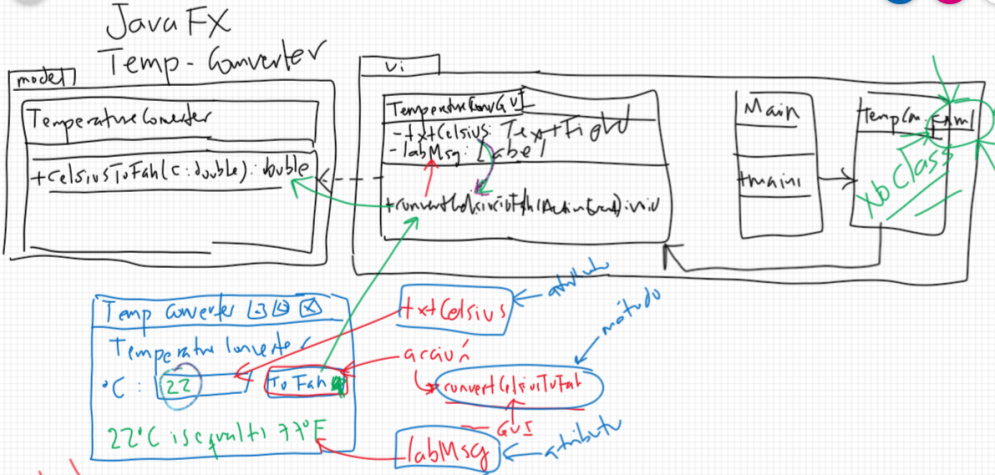 JavaFX
Temp-Converter
model
TemperatureConverter
+CelsiusToFah(c:double):double
ui
TemperatureConvGUI
-txtCelsius: TextField
-labMsg: Label
+convertCelsiusToFah(ActionEvent):void
Main
+main
TempCon. Fxml
No Class
Temp Converter
Temperature Converter
°C: 22 To Fah
22°C is equal to 77°F
txtCelsius
atributo
método
acción
convertCelsiusToFah
GUI
labMsg
atributo